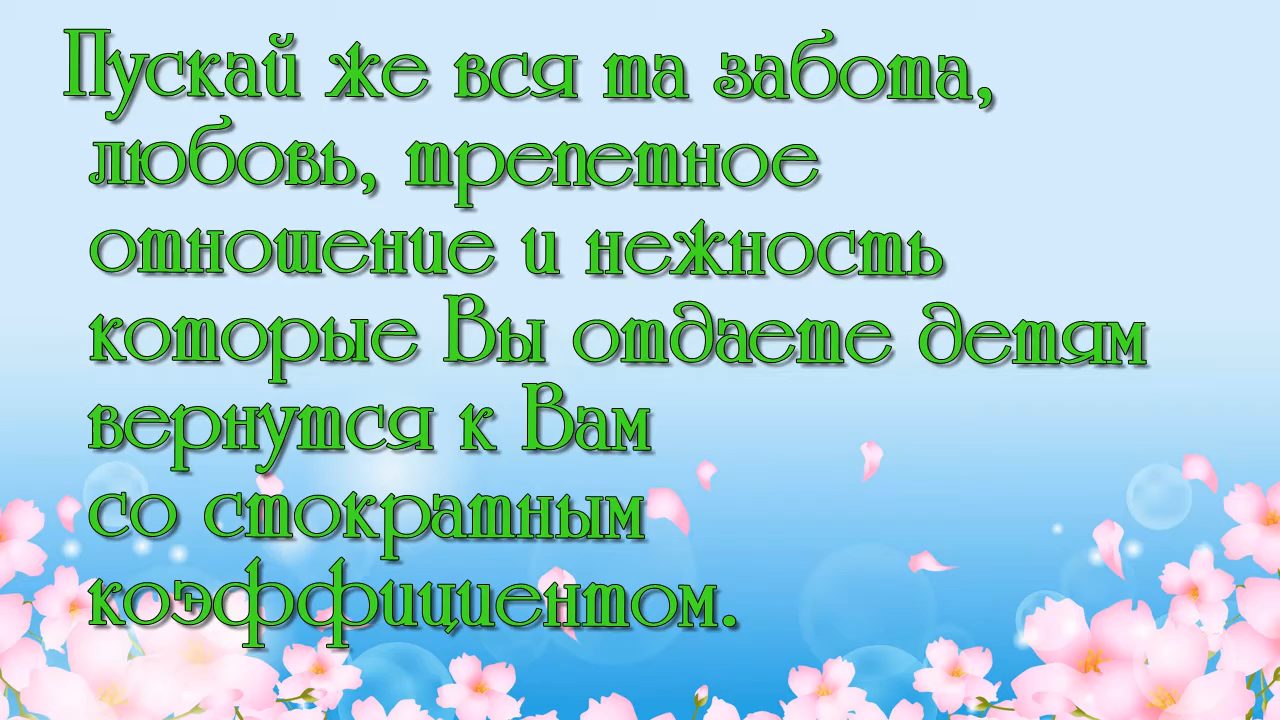 Пускай же вся та забота,
любовь, трепетное
отношение и нежность
которые Вы отдаете детям
вернутся к Вам
со стократным
коэффициентом.